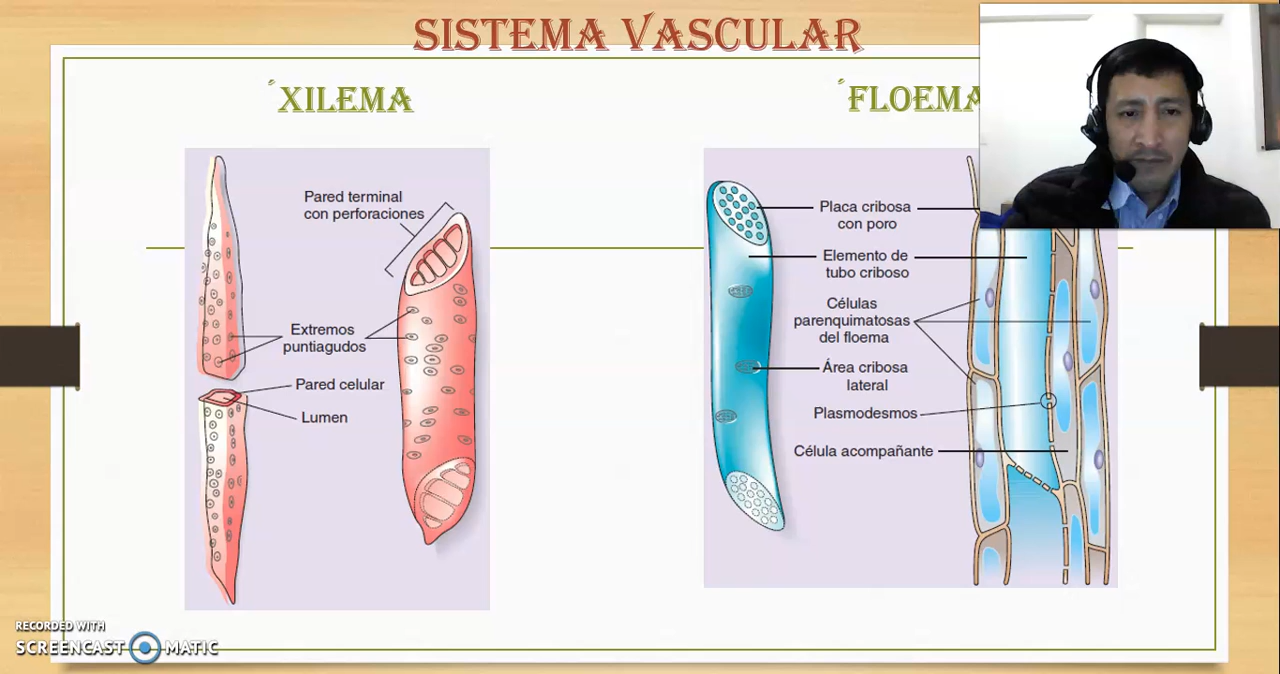 SISTEMA VASCULAR
´XILEMA
´FLOEMA
Pared terminal
con perforaciones
Extremos
puntiagudos
Pared celular
Lumen
Placa cribosa
con poro
Elemento de
tubo criboso
Células
parenquimatosas
del floema
Área cribosa
lateral
Plasmodesmos
Célula acompañante
RECORDED WITH
SCREENCAST MATIC